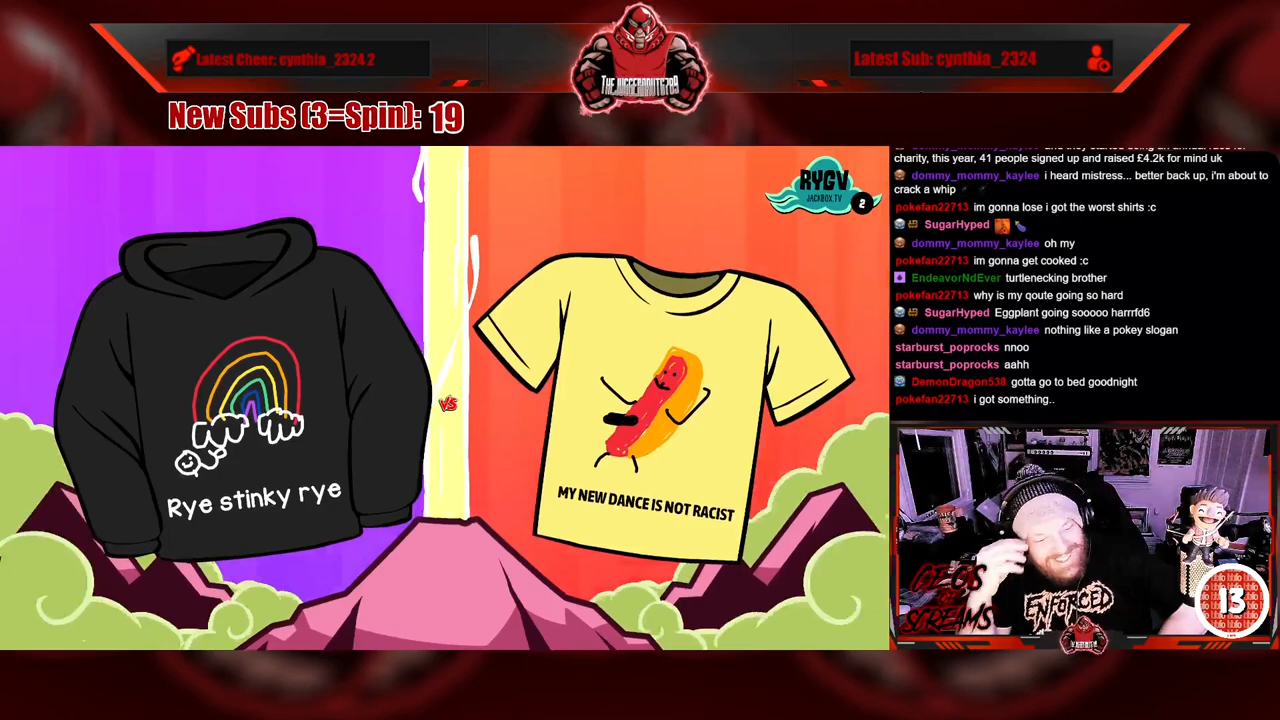 Latest Cheer: cynthia_2324 2
THEJUGGERNAUT6789
Latest Sub: cynthia_2324
New Subs (3=Spin): 19
RYGV
JACKBOX.TV
2
VS
Rye stinky rye
MY NEW DANCE IS NOT RACIST
charity, this year, 41 people signed up and raised £4.2k for mind uk
dommy_mommy_kaylee i heard mistress... better back up, i'm about to
crack a whip
pokefan22713 im gonna lose i got the worst shirts :c
SugarHyped
dommy_mommy_kaylee oh my
pokefan22713 im gonna get cooked :c
EndeavorNdEver turtlenecking brother
pokefan22713 why is my qoute going so hard
SugarHyped Eggplant going sooooo harrrfd6
dommy_mommy_kaylee nothing like a pokey slogan
starburst_poprocks nnoo
starburst_poprocks aahh
DemonDragon538 gotta go to bed goodnight
pokefan22713 i got something..
SCREAMS
ENFORCED
13